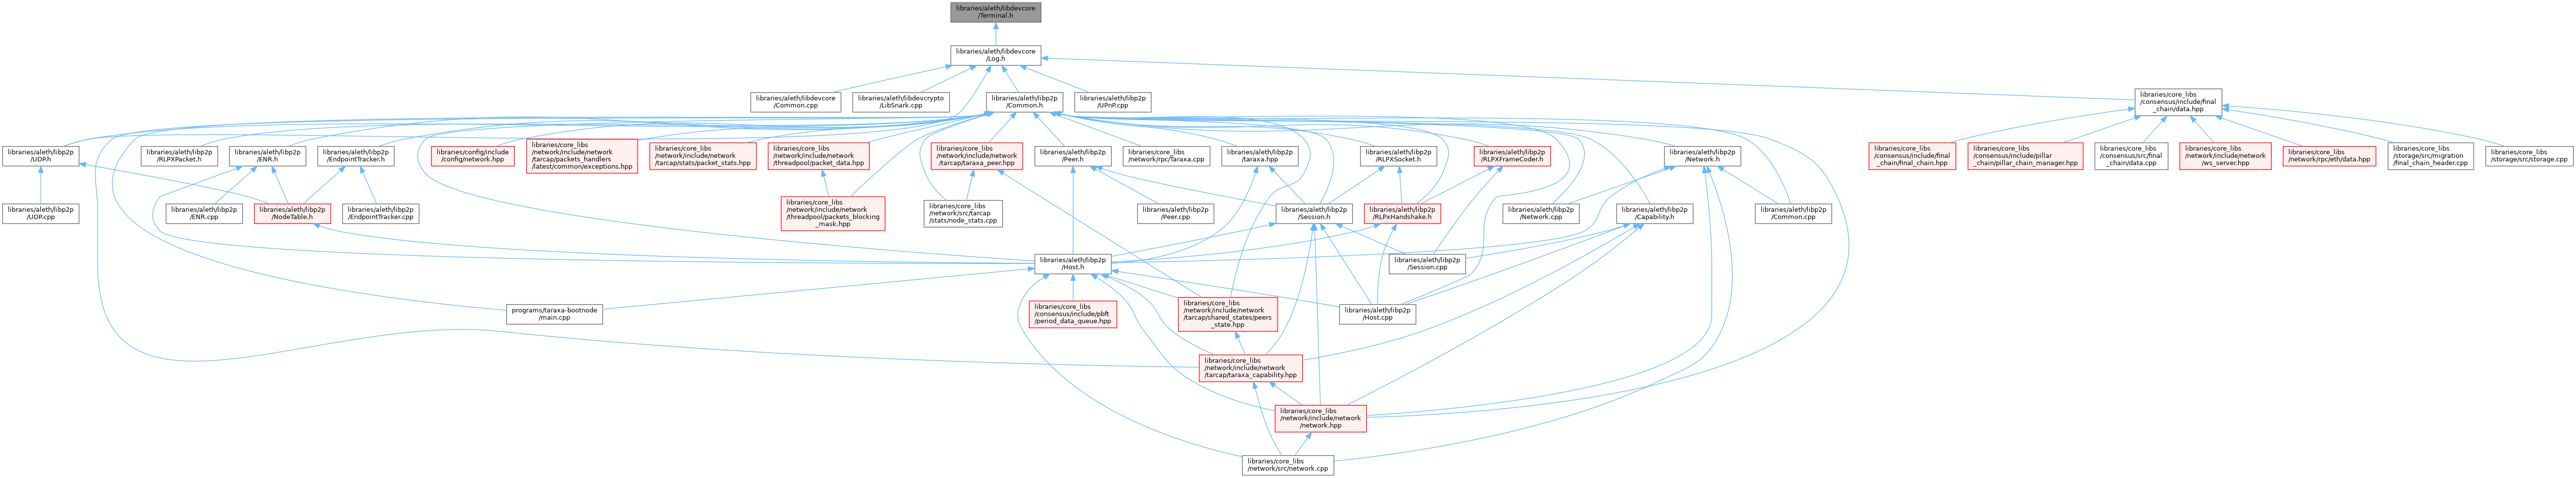 libraries/aleth/libdevcore
/Terminal.h
libraries/aleth/libdevcore
/Log.h
libraries/aleth/libdevcore
/Common.cpp
libraries/aleth/libdevcrypto
/LibSnark.cpp
libraries/aleth/libp2p
/Common.h
libraries/aleth/libp2p
/UPnP.cpp
libraries/core_libs
/consensus/include/final
_chain/data.hpp
libraries/aleth/libp2p
/UDP.h
libraries/aleth/libp2p
/RLPXPacket.h
libraries/aleth/libp2p
/ENR.h
libraries/aleth/libp2p
/EndpointTracker.h
libraries/config/include
/config/network.hpp
libraries/core_libs
/network/include/network
/tarcap/packets_handlers
/latest/common/exceptions.hpp
libraries/core_libs
/network/include/network
/tarcap/stats/packet_stats.hpp
libraries/core_libs
/network/include/network
/threadpool/packet_data.hpp
libraries/core_libs
/network/include/network
/tarcap/taraxa_peer.hpp
libraries/aleth/libp2p
/Peer.h
libraries/core_libs
/network/rpc/Taraxa.cpp
libraries/aleth/libp2p
/taraxa.hpp
libraries/aleth/libp2p
/RLPXSocket.h
libraries/aleth/libp2p
/RLPXFrameCoder.h
libraries/aleth/libp2p
/Network.h
libraries/core_libs
/consensus/include/final
_chain/final_chain.hpp
libraries/core_libs
/consensus/include/pillar
_chain/pillar_chain_manager.hpp
libraries/core_libs
/consensus/src/final
_chain/data.cpp
libraries/core_libs
/network/include/network
/ws_server.hpp
libraries/core_libs
/network/rpc/eth/data.hpp
libraries/core_libs
/storage/src/migration
/final_chain_header.cpp
libraries/core_libs
/storage/src/storage.cpp
libraries/aleth/libp2p
/UDP.cpp
libraries/aleth/libp2p
/ENR.cpp
libraries/aleth/libp2p
/NodeTable.h
libraries/aleth/libp2p
/EndpointTracker.cpp
libraries/core_libs
/network/include/network
/threadpool/packets_blocking
_mask.hpp
libraries/core_libs
/network/src/tarcap
/stats/node_stats.cpp
libraries/aleth/libp2p
/Peer.cpp
libraries/aleth/libp2p
/Session.h
libraries/aleth/libp2p
/RLPxHandshake.h
libraries/aleth/libp2p
/Network.cpp
libraries/aleth/libp2p
/Capability.h
libraries/aleth/libp2p
/Common.cpp
libraries/aleth/libp2p
/Host.h
libraries/aleth/libp2p
/Session.cpp
programs/taraxa-bootnode
/main.cpp
libraries/core_libs
/consensus/include/pbft
/period_data_queue.hpp
libraries/core_libs
/network/include/network
/tarcap/shared_states/peers
_state.hpp
libraries/aleth/libp2p
/Host.cpp
libraries/core_libs
/network/include/network
/tarcap/taraxa_capability.hpp
libraries/core_libs
/network/include/network
/network.hpp
libraries/core_libs
/network/src/network.cpp